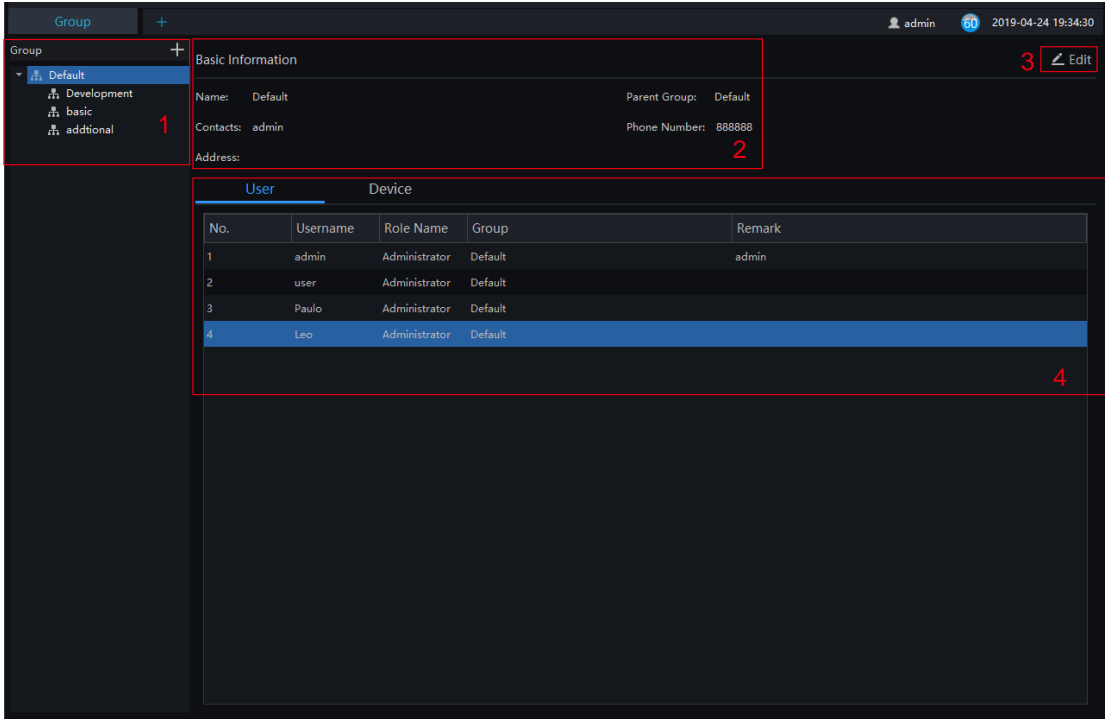 Group + admin 60 2019-04-24 19:34:30
Group +
Default
Development
basic
addtional
1
Basic Information
Name: Default Parent Group: Default
Contacts: admin Phone Number: 888888
Address:
2
3 Edit
User Device
No. Username Role Name Group Remark
1 admin Administrator Default admin
2 user Administrator Default
3 Paulo Administrator Default
4 Leo Administrator Default
4